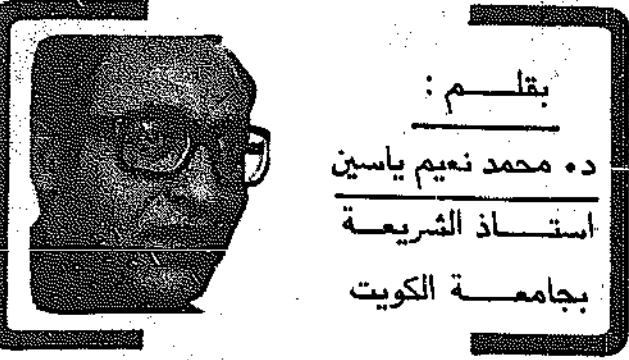 بقلـــم :
د. محمد نعيم ياسين
استـــاذ الشريعـــة
بجامعـــة الكويت